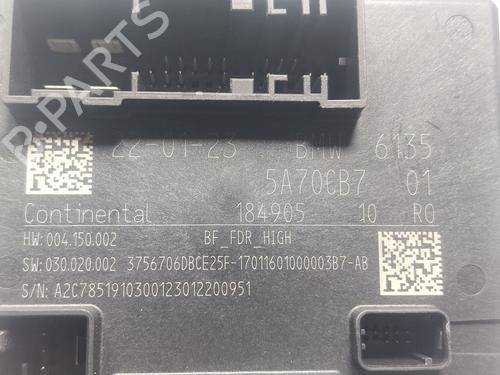 B-PARTS
22-01-23 BMW 6135
5A70CB7 01
Continental 184905 10 R0
HW:004.150.002 BF_FDR_HIGH
SW:030.020.002 3756706DBCE25F-17011601000003B7-AB
S/N: A2C7851910300123012200951